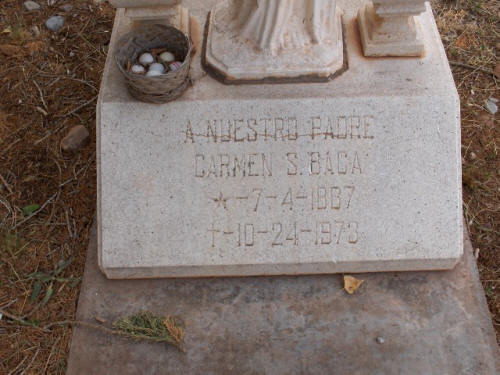 A NUESTRO PADRE
CARMEN S. BACA
★-7-4-1887
†-10-24-1973